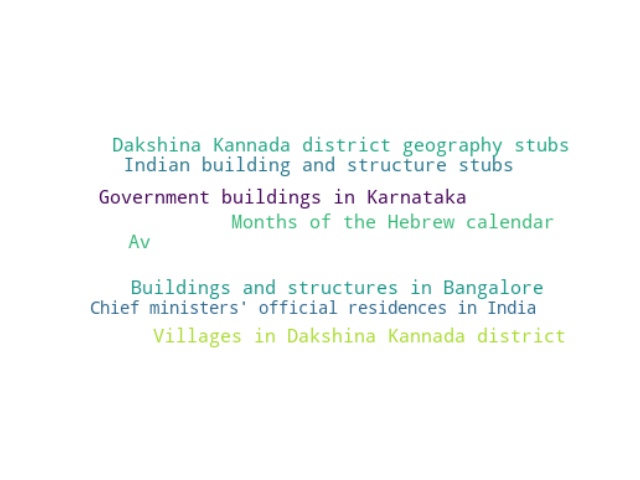 Dakshina Kannada district geography stubs
Indian building and structure stubs
Government buildings in Karnataka
Months of the Hebrew calendar
Av
Buildings and structures in Bangalore
Chief ministers' official residences in India
Villages in Dakshina Kannada district